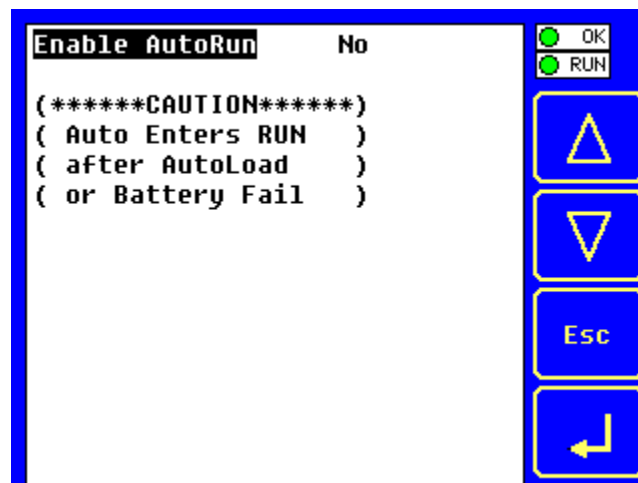 Enable AutoRun No
OK
RUN
(******CAUTION******)
( Auto Enters RUN )
( after AutoLoad )
( or Battery Fail )
Esc